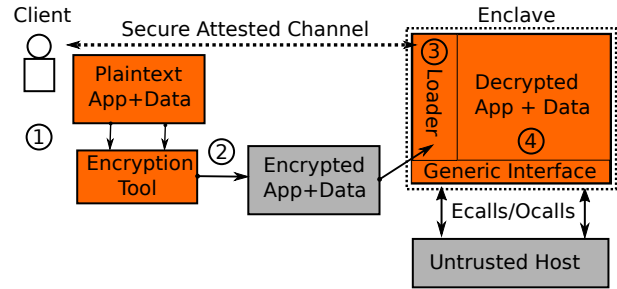 Client
Enclave
Secure Attested Channel
Plaintext
App+Data
3
Loader
Decrypted
App + Data
1
2
4
Encryption
Tool
Encrypted
App+Data
Generic Interface
Ecalls/Ocalls
Untrusted Host